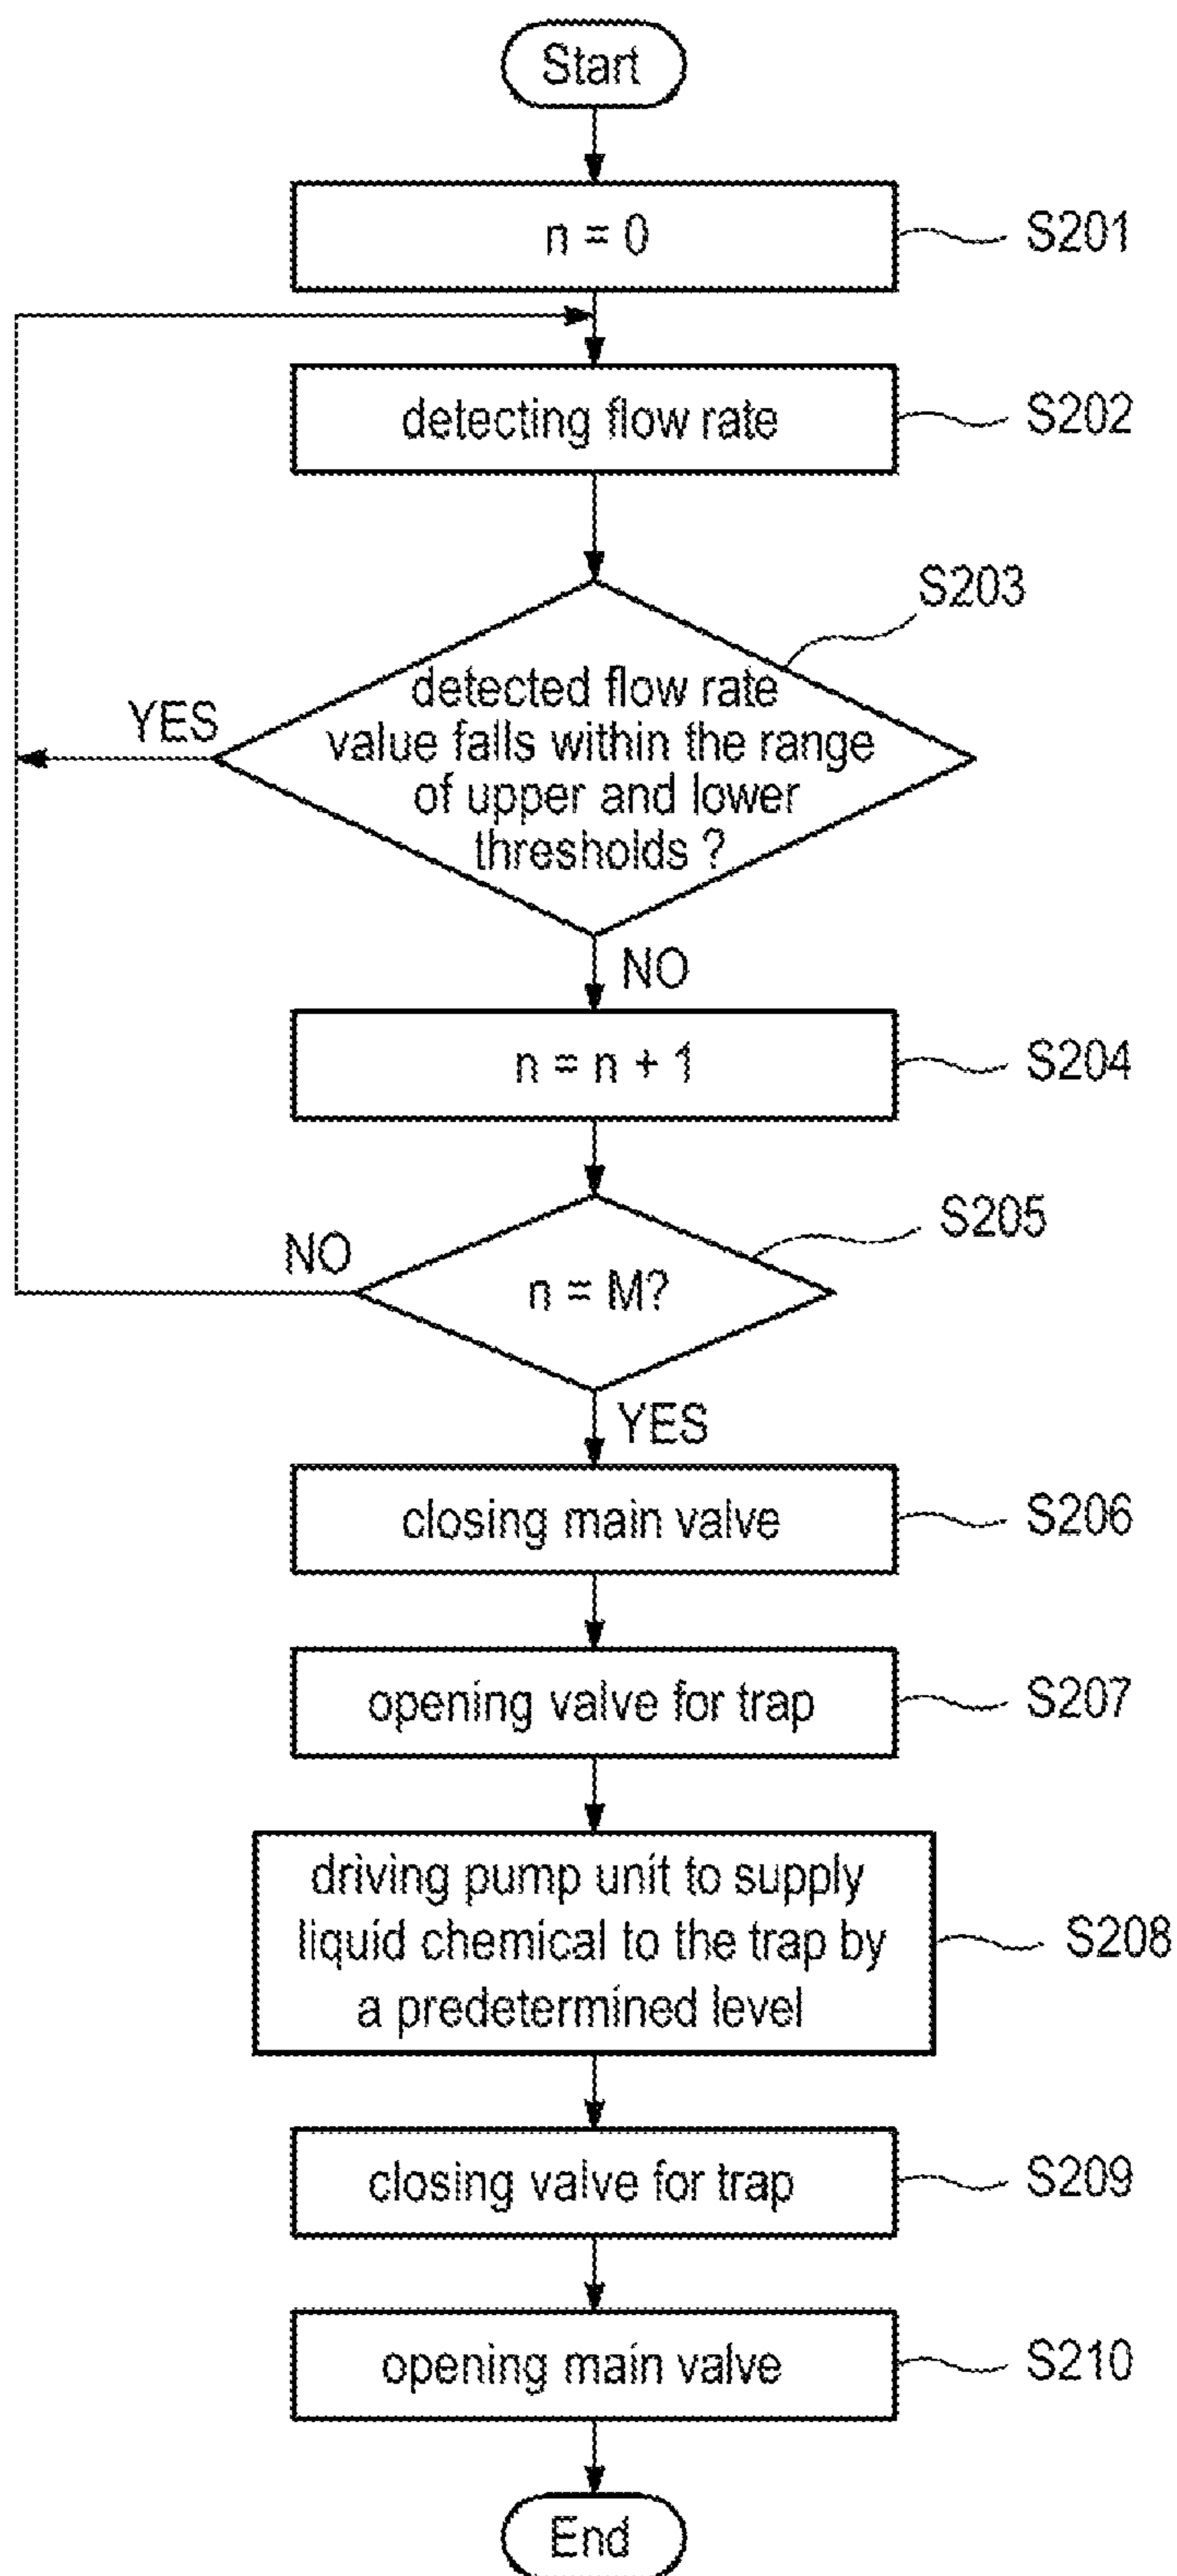 Start
n = 0
S201
detecting flow rate
S202
S203
detected flow rate
value falls within the range
of upper and lower
thresholds ?
YES
NO
n = n + 1
S204
S205
n = M?
NO
YES
closing main valve
S206
opening valve for trap
S207
driving pump unit to supply
liquid chemical to the trap by
a predetermined level
S208
closing valve for trap
S209
opening main valve
S210
End